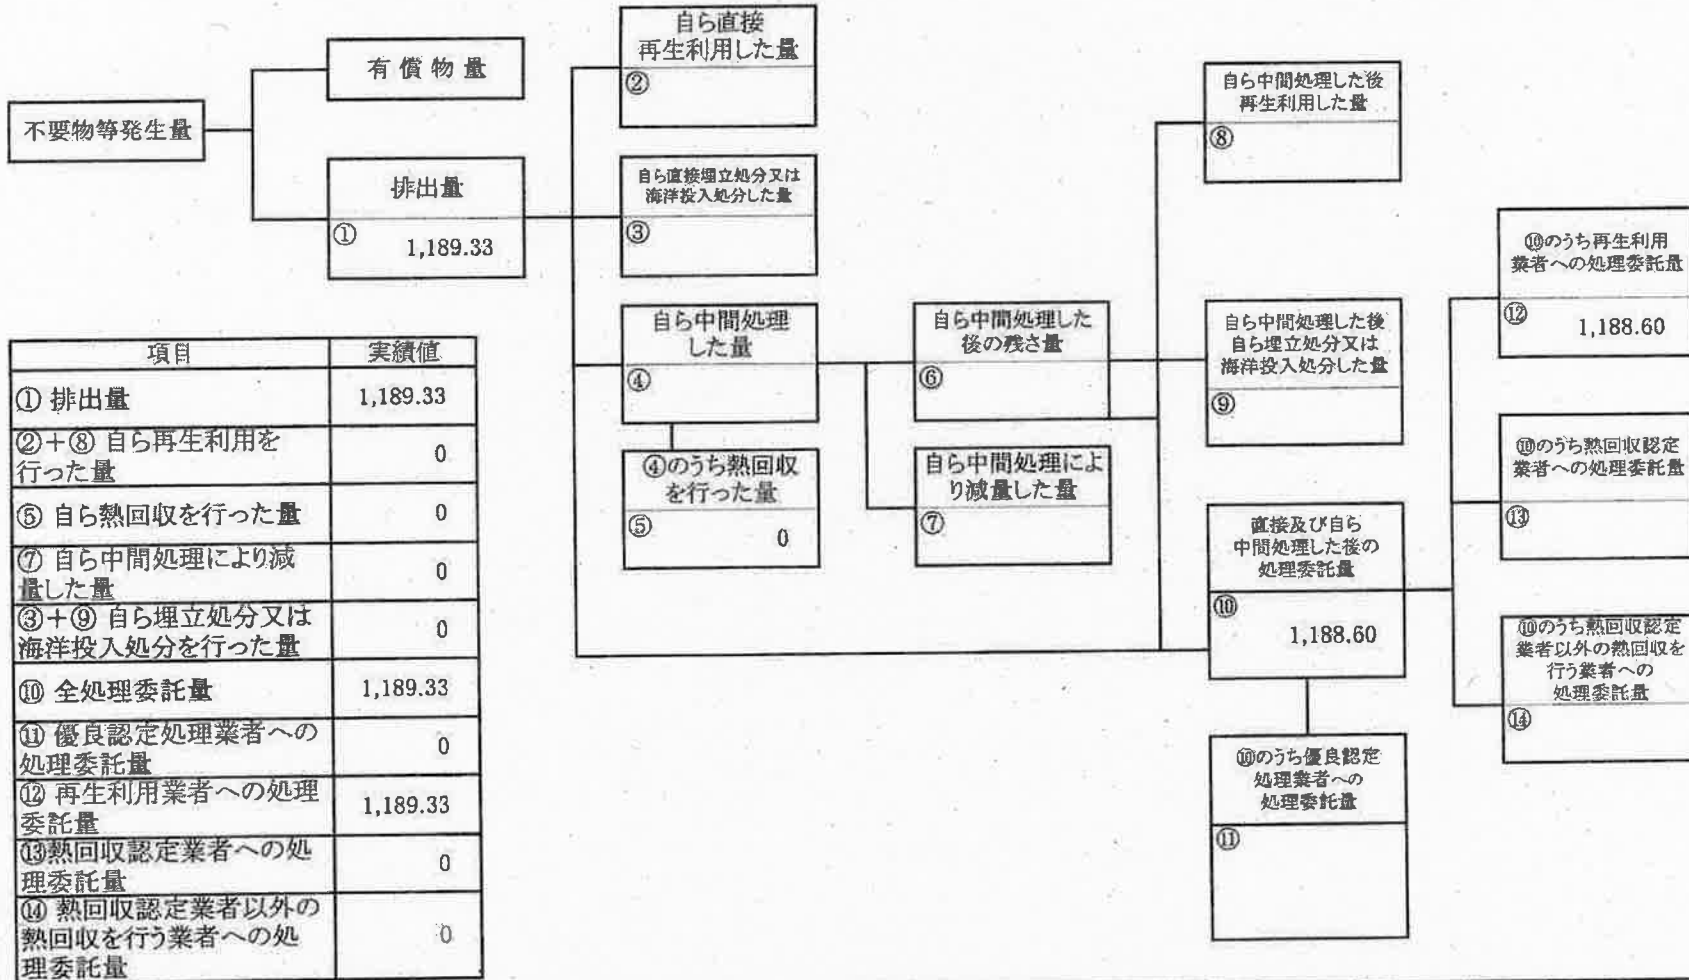 不要物等発生量
有償物量
排出量
①
1,189.33
自ら直接
再生利用した量
②
自ら直接埋立処分又は
海洋投入処分した量
③
自ら中間処理
した量
④
④のうち熱回収
を行った量
⑤
0
自ら中間処理した
後の残さ量
⑥
自ら中間処理によ
り減量した量
⑦
自ら中間処理した後
再生利用した量
⑧
自ら中間処理した後
自ら埋立処分又は
海洋投入処分した量
⑨
直接及び自ら
中間処理した後の
処理委託量
⑩
1,188.60
⑩のうち優良認定
処理業者への
処理委託量
⑪
⑩のうち再生利用
業者への処理委託量
⑫
1,188.60
⑩のうち熱回収認定
業者への処理委託量
⑬
⑩のうち熱回収認定
業者以外の熱回収を
行う業者への
処理委託量
⑭
項目 実績値
① 排出量 1,189.33
②+⑧ 自ら再生利用を
行った量 0
⑤ 自ら熱回収を行った量 0
⑦ 自ら中間処理により減
量した量 0
③+⑨ 自ら埋立処分又は
海洋投入処分を行った量 0
⑩ 全処理委託量 1,189.33
⑪ 優良認定処理業者への
処理委託量 0
⑫ 再生利用業者への処理
委託量 1,189.33
⑬熱回収認定業者への処
理委託量 0
⑭ 熱回収認定業者以外の
熱回収を行う業者への処
理委託量 0